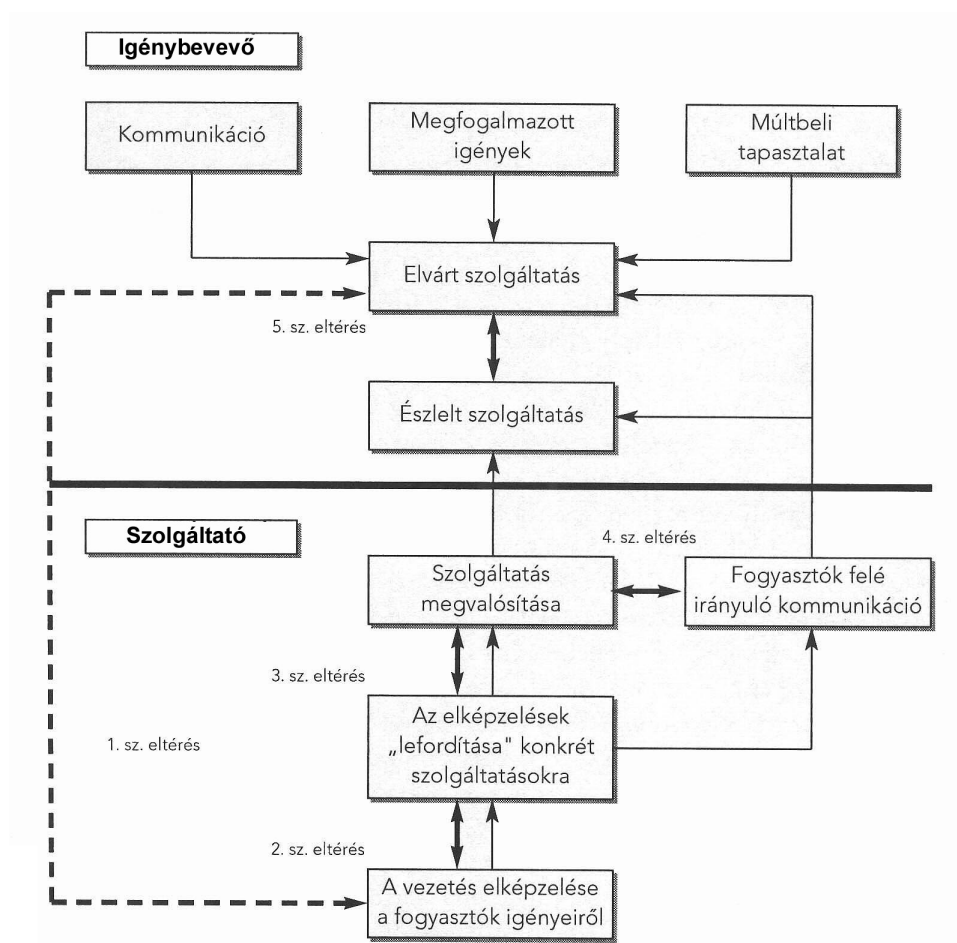 Igénybevevő
Kommunikáció
Megfogalmazott
igények
Múltbeli
tapasztalat
Elvárt szolgáltatás
5. sz. eltérés
Észlelt szolgáltatás
Szolgáltató
4. sz. eltérés
Szolgáltatás
megvalósítása
Fogyasztók felé
irányuló kommunikáció
3. sz. eltérés
Az elképzelések
„lefordítása" konkrét
szolgáltatásokra
1. sz. eltérés
2. sz. eltérés
A vezetés elképzelése
a fogyasztók igényeiről